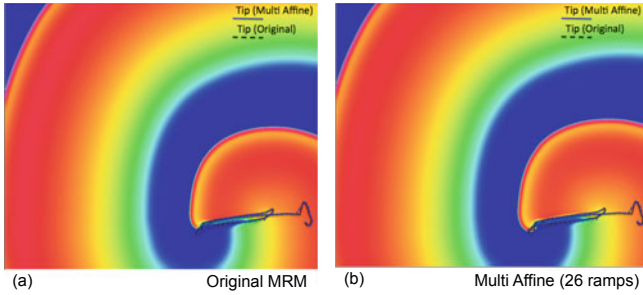 Tip (Multi Affine)
Tip (Original)
(a) Original MRM
Tip (Multi Affine)
Tip (Original)
(b) Multi Affine (26 ramps)